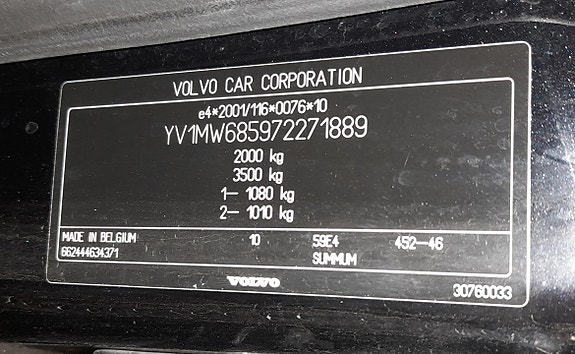 VOLVO CAR CORPORATION
e4*2001/116*0076*10
YV1MW685972271889
2000 kg
3500 kg
1– 1080 kg
2– 1010 kg
MADE IN BELGIUM 10 59E4 452–46
662444634371 SUMMUM
VOLVO 30760033